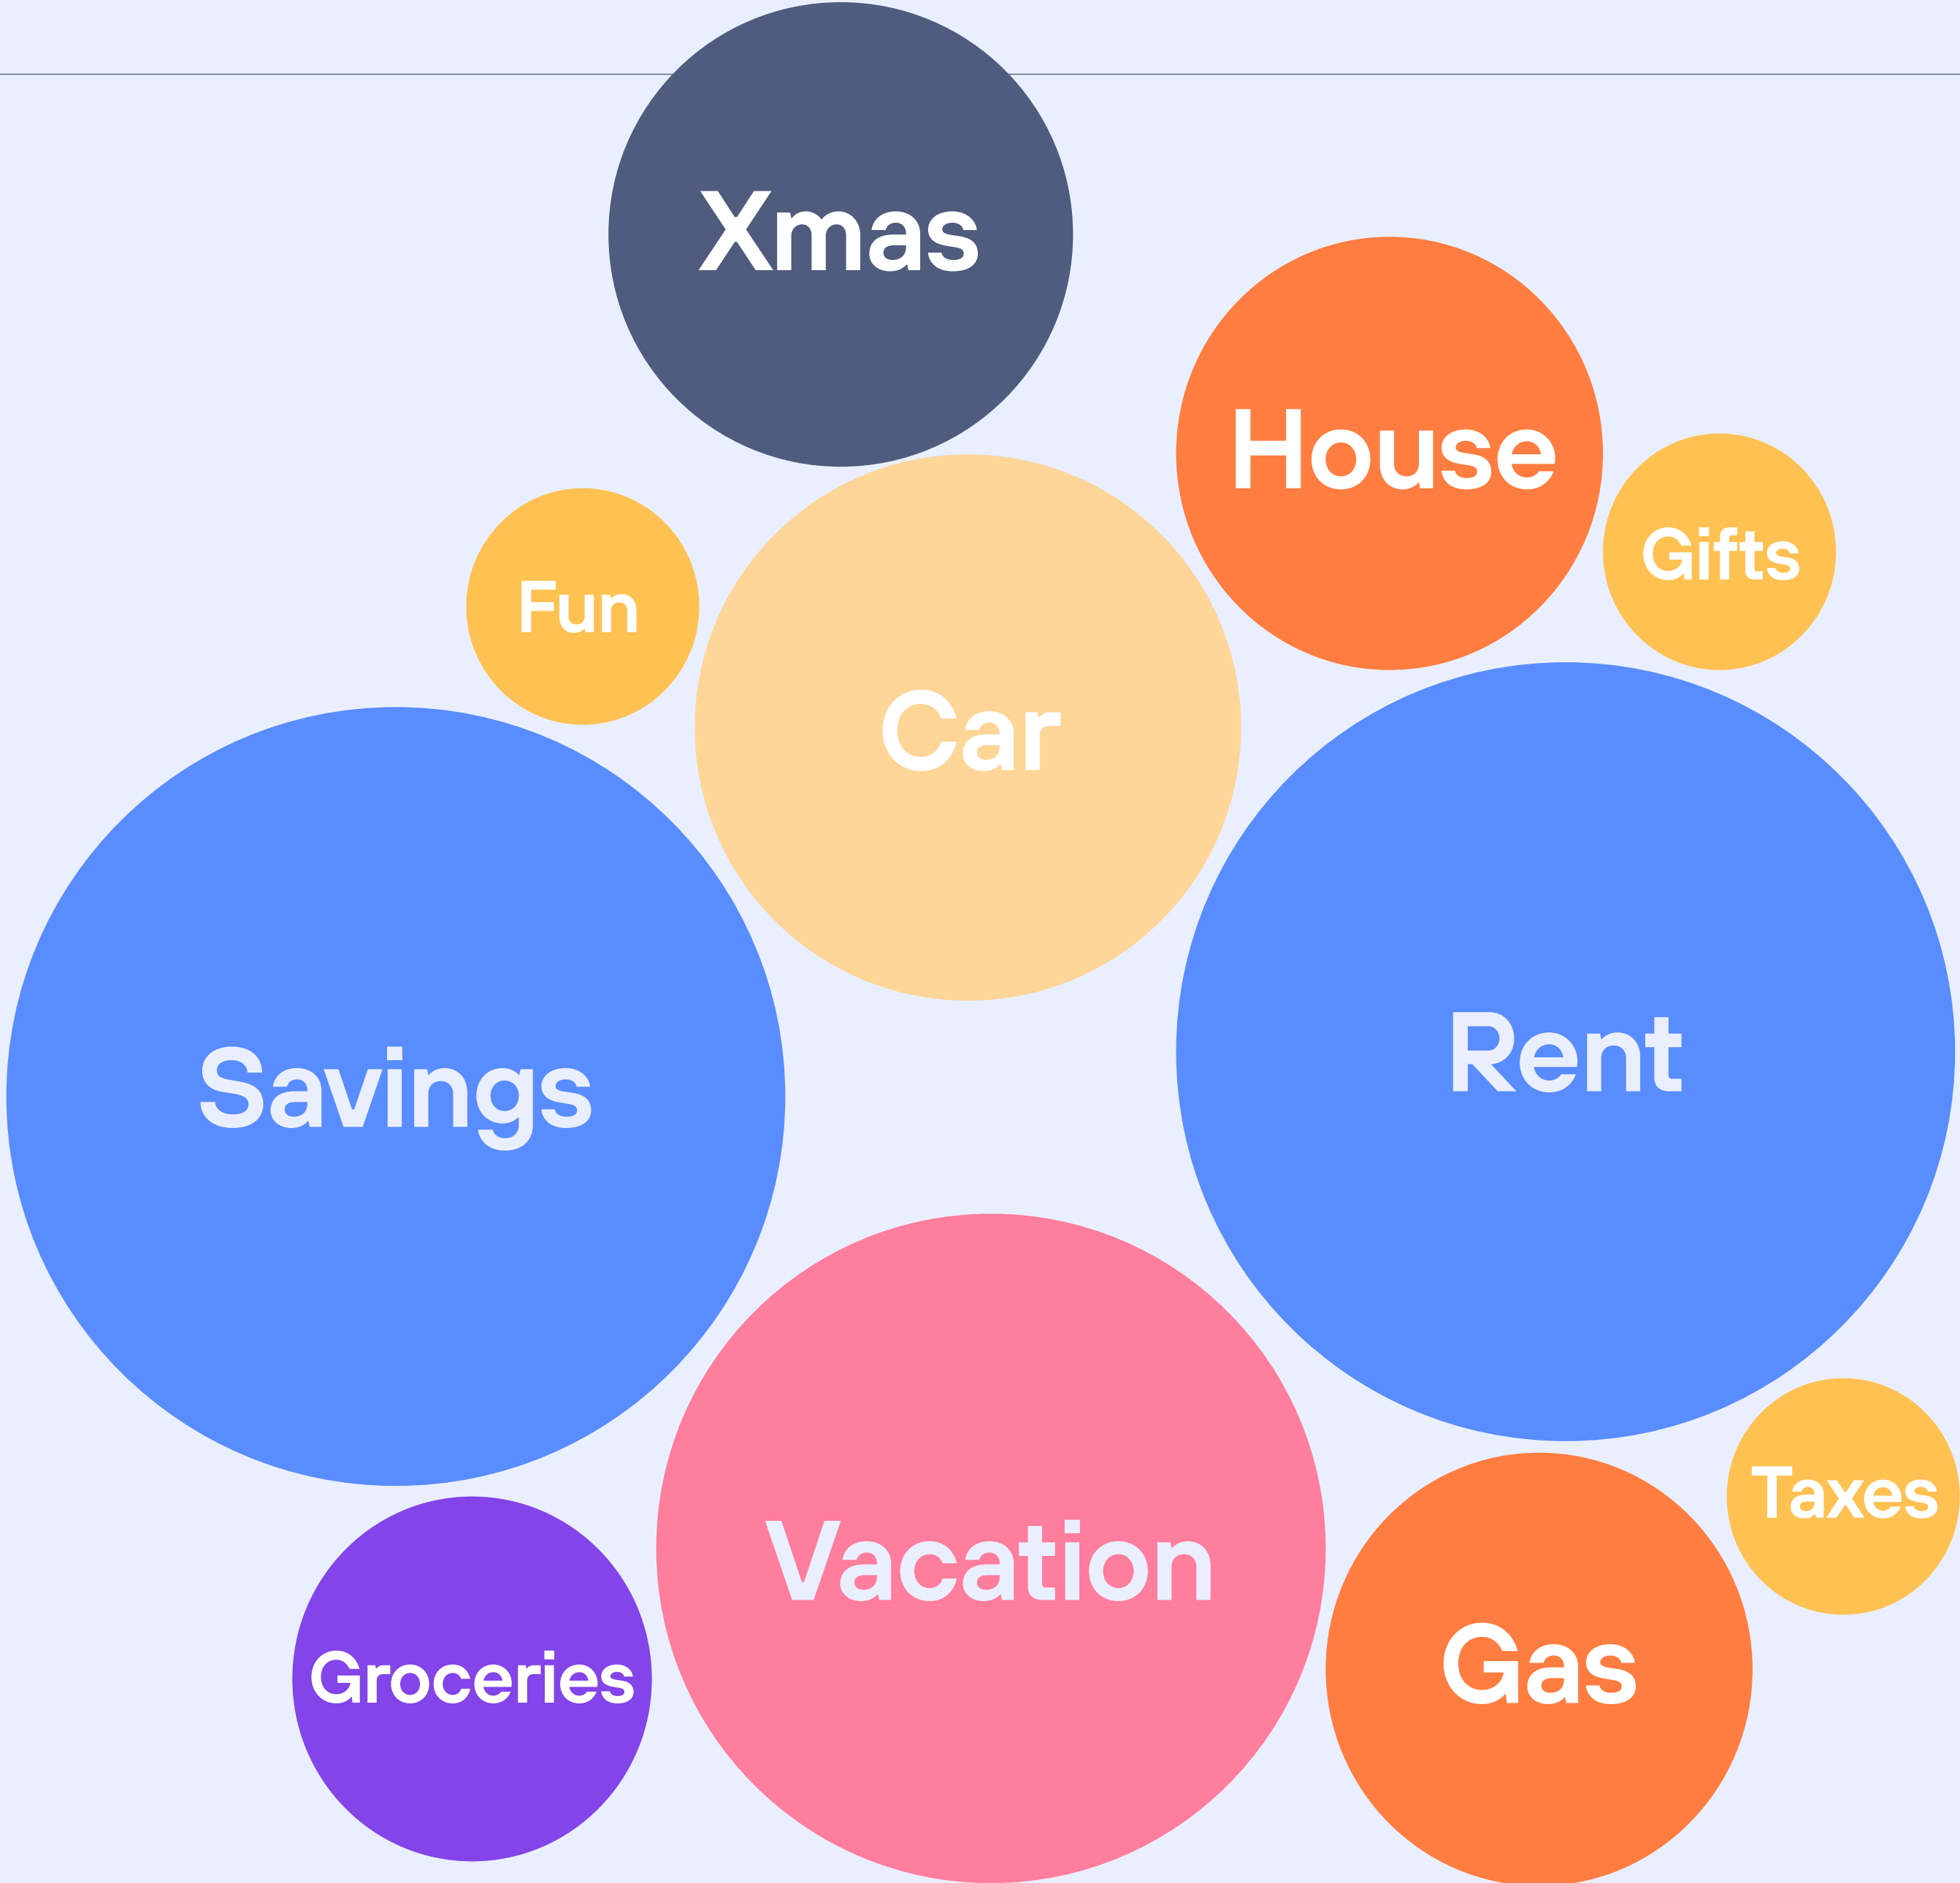 Xmas
House
Gifts
Fun
Car
Rent
Savings
Taxes
Vacation
Gas
Groceries